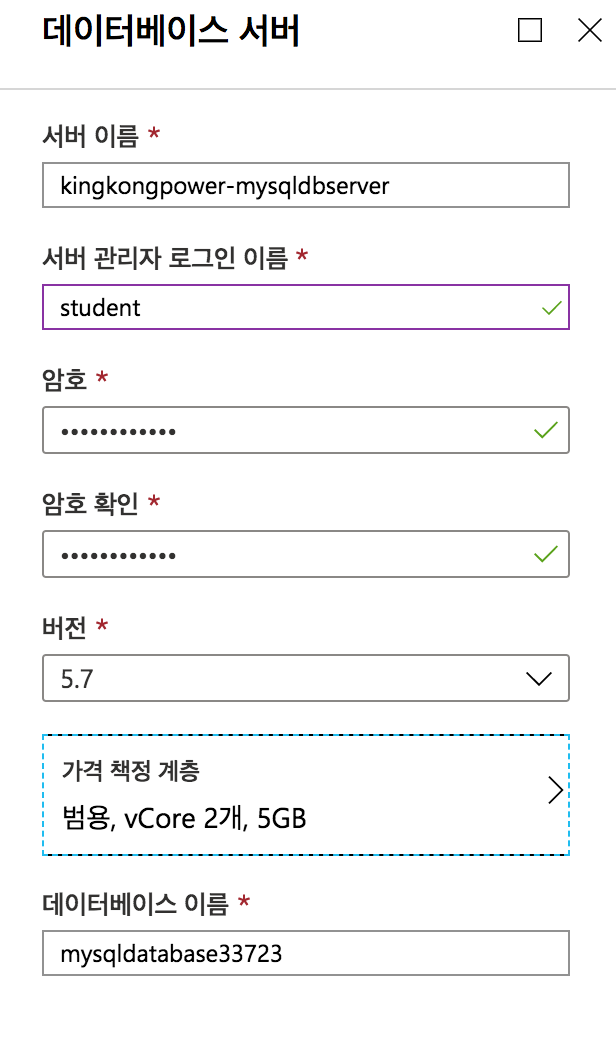 데이터베이스 서버
서버 이름 *
kingkongpower-mysqldbserver
서버 관리자 로그인 이름 *
student
암호 *
••••••••••••
암호 확인 *
••••••••••••
버전 *
5.7
가격 책정 계층
범용, vCore 2개, 5GB
데이터베이스 이름 *
mysqldatabase33723